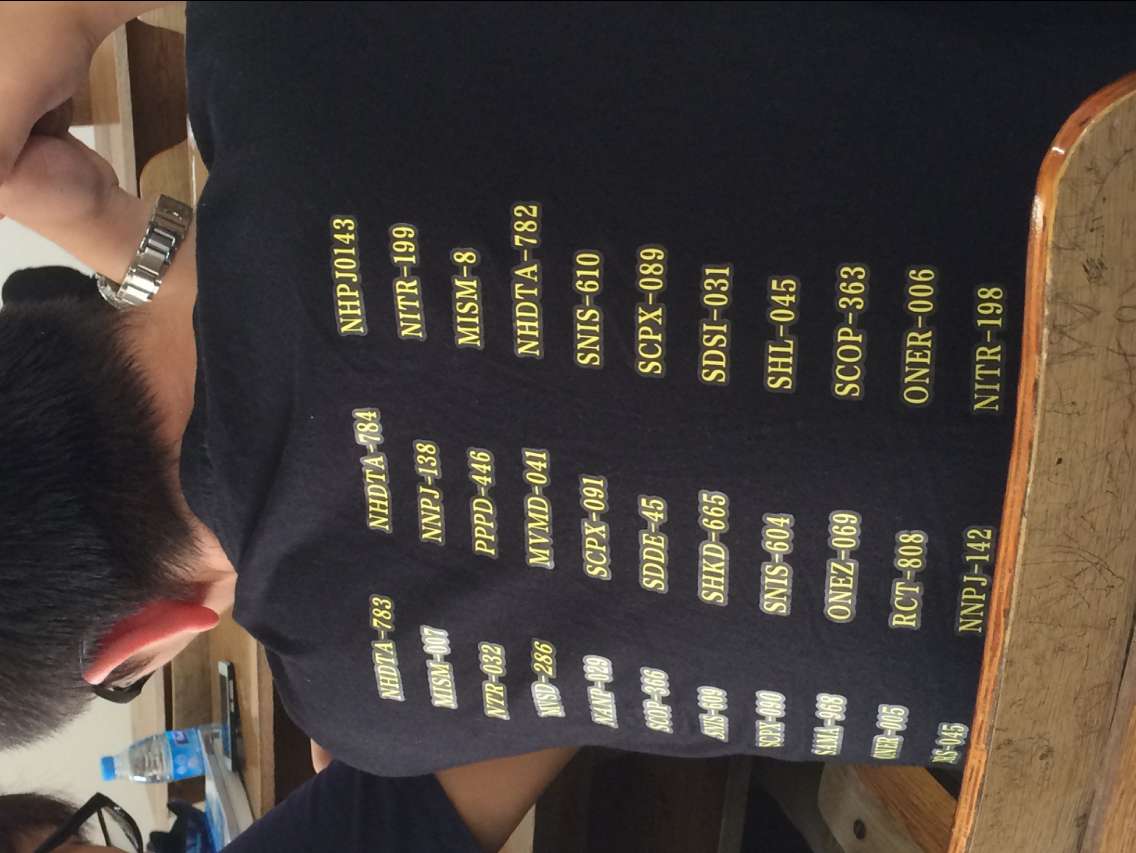 NHDTA-783 NHDTA-784 NHPJ0143
MISM-007 NNPJ-138 NITR-199
NTR-032 PPPD-446 MISM-8
MVSD-286 MVMD-041 NHDTA-782
NANP-029 SCPX-091 SNIS-610
SCOP-366 SDDE-45 SCPX-089
SNIS-609 SHKD-665 SDSI-031
SCPX-090 SNIS-604 SHL-045
SAMA-968 ONEZ-069 SCOP-363
ONER-005 RCT-808 ONER-006
RS-045 NNPJ-142 NITR-198